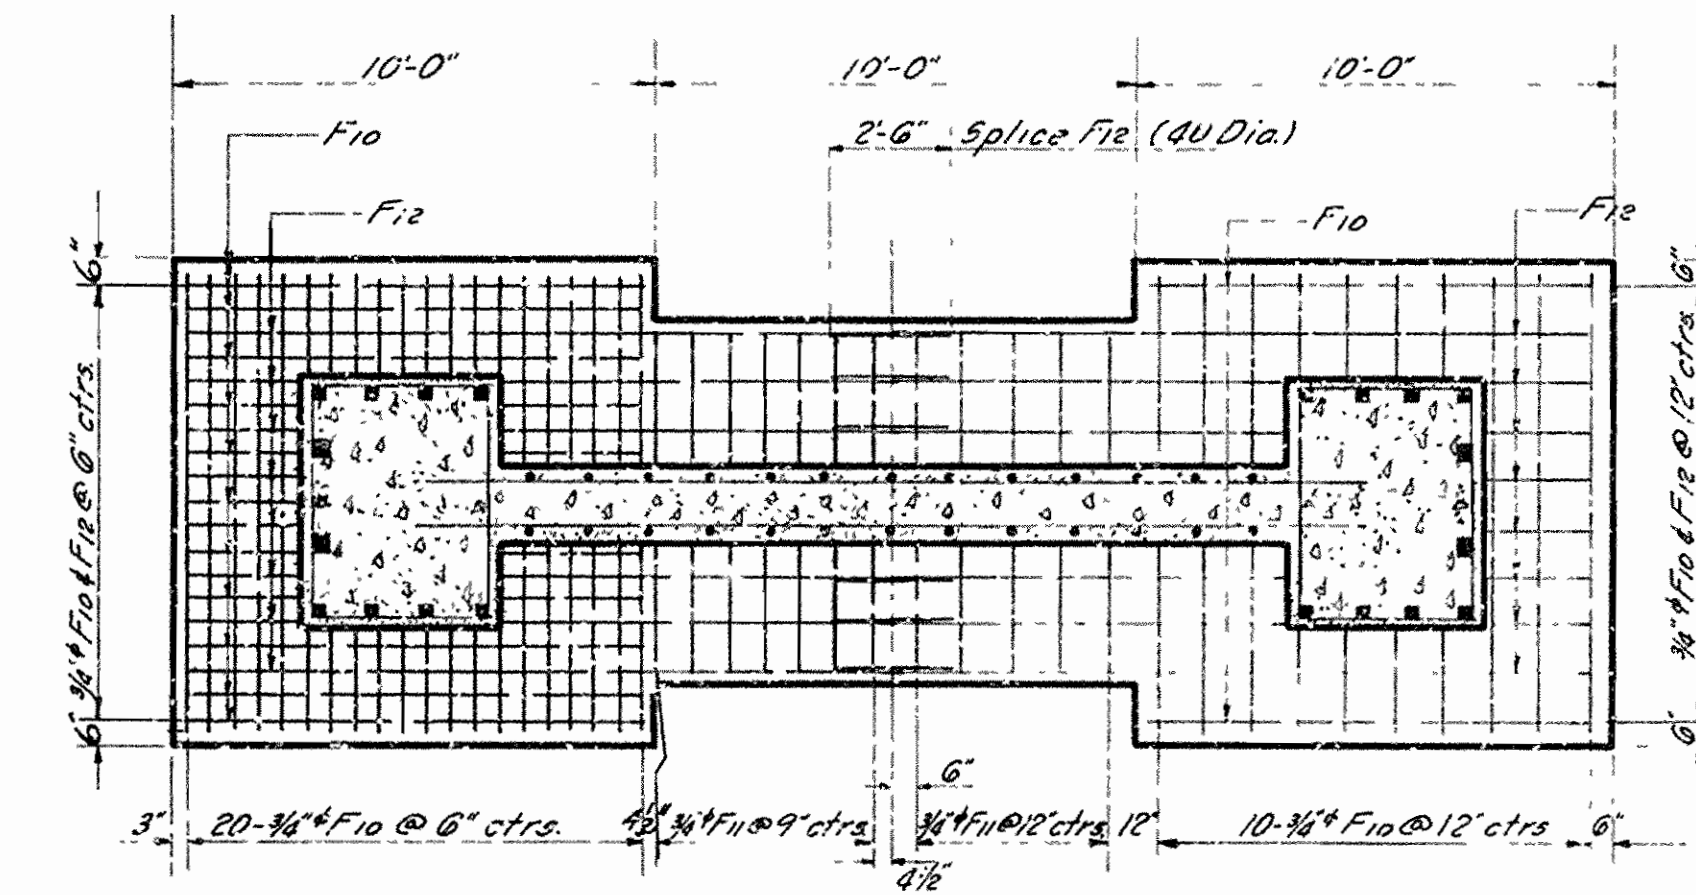 10'-0" 10'-0" 10'-0"
F10
2'-6" Splice F12 (40 Dia.)
F12
F10
F12
6"
3/4"ϕ F10 & F12 @ 6" ctrs.
6"
6"
3/4"ϕ F10 & F12 @ 12" ctrs.
6"
6"
3" 20-3/4"ϕ F10 @ 6" ctrs. 4½" 3/4"ϕ F11 @ 9" ctrs. 3/4"ϕ F11 @ 12" ctrs. 12" 10-3/4"ϕ F10 @ 12" ctrs 6"
4½"